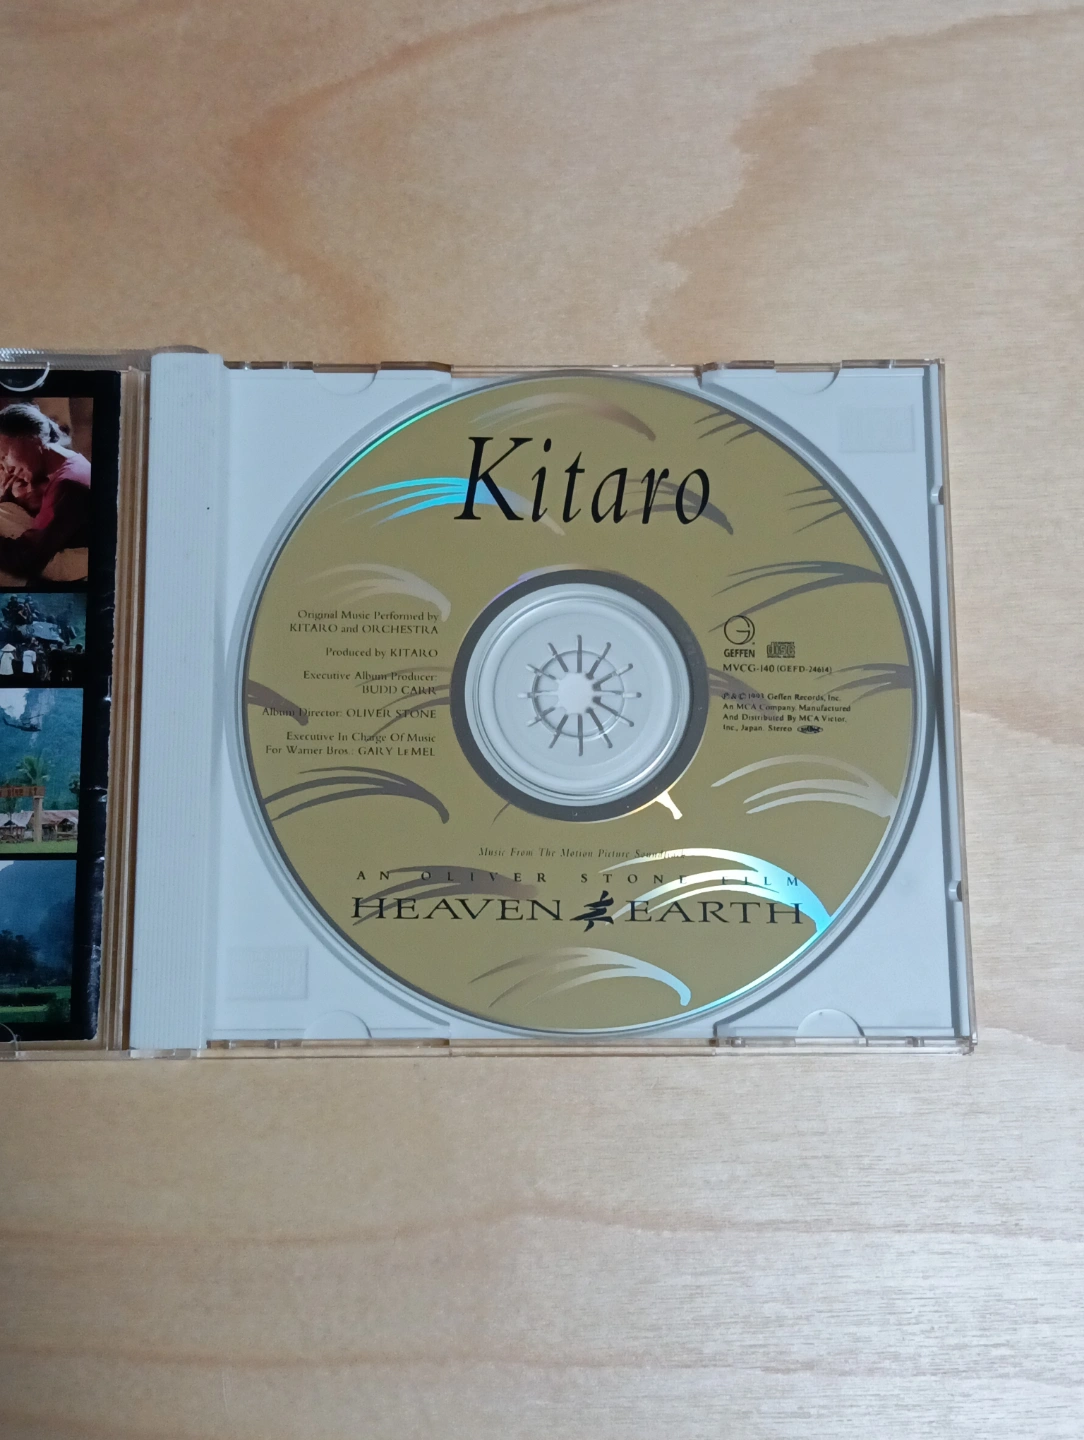 Kitaro
Original Music Performed by
KITARO and ORCHESTRA
Produced by KITARO
Executive Album Producer:
BUDD CARR
Album Director: OLIVER STONE
Executive In Charge Of Music
For Warner Bros.: GARY LEMEL
GEFFEN
MVCG-140 (GEFD-24614)
℗ & © 1993 Geffen Records, Inc.
An MCA Company. Manufactured
And Distributed By MCA Victor,
Inc., Japan. Stereo
Music From The Motion Picture Soundtrack
AN OLIVER STONE FILM
HEAVEN EARTH